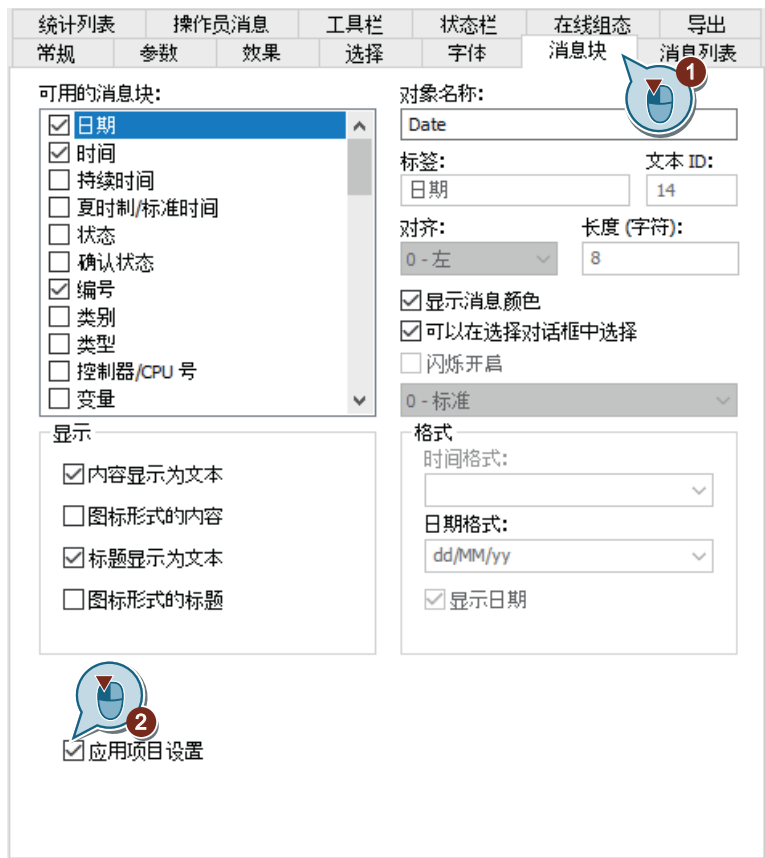 统计列表 操作员消息 工具栏 状态栏 在线组态 导出
常规 参数 效果 选择 字体 消息块 消息列表
1
可用的消息块:
日期
时间
持续时间
夏时制/标准时间
状态
确认状态
编号
类别
类型
控制器/CPU 号
变量
对象名称:
Date
标签: 文本 ID:
日期 14
对齐: 长度 (字符):
0 - 左 8
显示消息颜色
可以在选择对话框中选择
闪烁开启
0 - 标准
显示
内容显示为文本
图标形式的内容
标题显示为文本
图标形式的标题
格式
时间格式:
日期格式:
dd/MM/yy
显示日期
2
应用项目设置